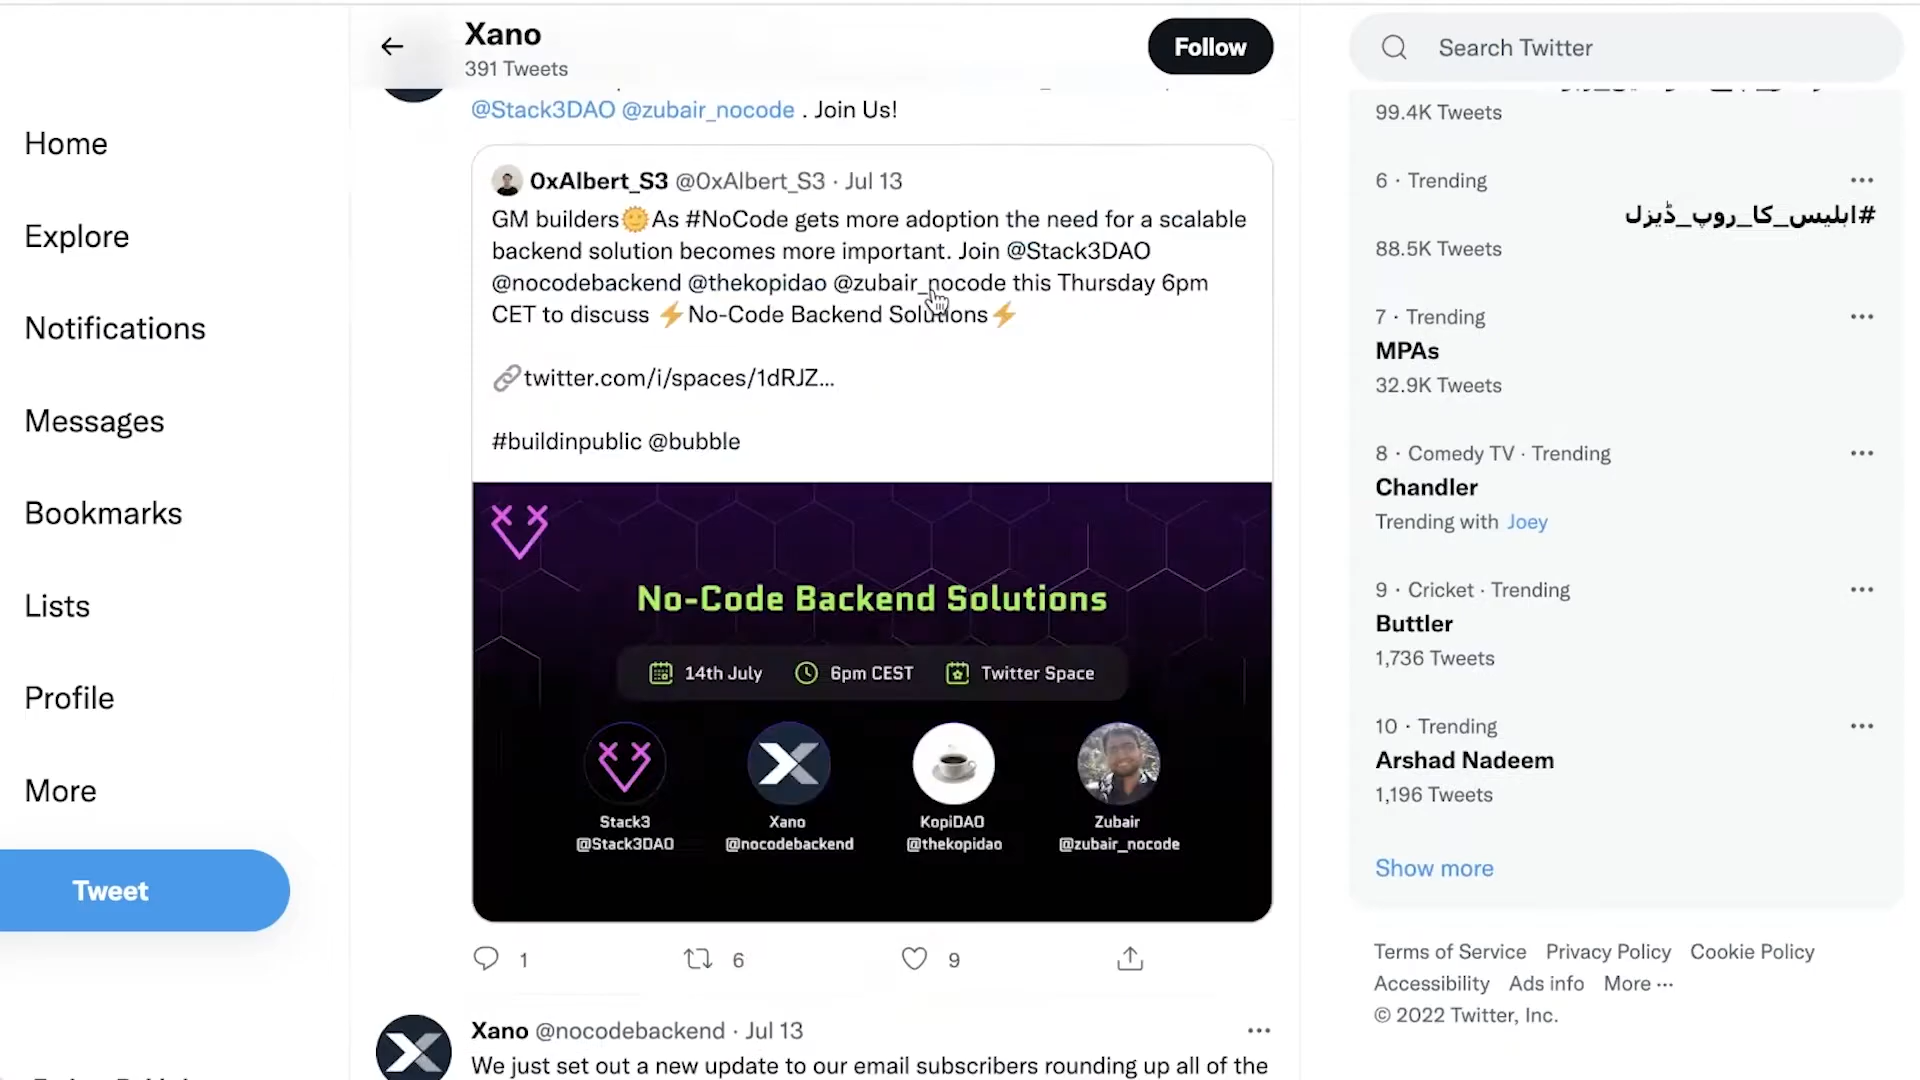 Home
Explore
Notifications
Messages
Bookmarks
Lists
Profile
More
Tweet
Xano
391 Tweets
Follow
@Stack3DAO @zubair_nocode . Join Us!
0xAlbert_S3 @0xAlbert_S3 · Jul 13
GM builders🌞As #NoCode gets more adoption the need for a scalable
backend solution becomes more important. Join @Stack3DAO
@nocodebackend @thekopidao @zubair_nocode this Thursday 6pm
CET to discuss ⚡No-Code Backend Solutions⚡
🔗twitter.com/i/spaces/1dRJZ…
#buildinpublic @bubble
No-Code Backend Solutions
14th July 6pm CEST Twitter Space
Stack3 Xano KopiDAO Zubair
@Stack3DAO @nocodebackend @thekopidao @zubair_nocode
1 6 9
Xano @nocodebackend · Jul 13
We just set out a new update to our email subscribers rounding up all of the
Search Twitter
99.4K Tweets
6 · Trending
#ابلیس_کا_روپ_ڈیزل
88.5K Tweets
7 · Trending
MPAs
32.9K Tweets
8 · Comedy TV · Trending
Chandler
Trending with Joey
9 · Cricket · Trending
Buttler
1,736 Tweets
10 · Trending
Arshad Nadeem
1,196 Tweets
Show more
Terms of Service Privacy Policy Cookie Policy
Accessibility Ads info More ···
© 2022 Twitter, Inc.